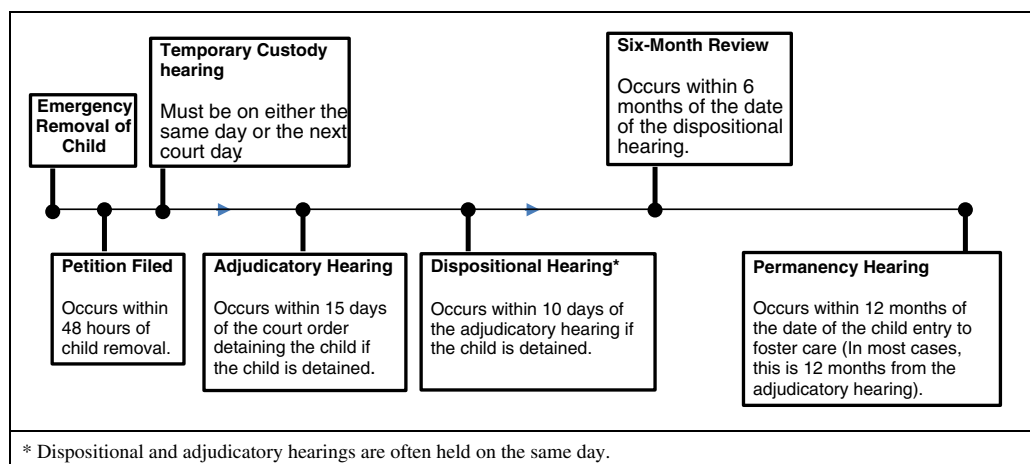 Emergency
Removal of
Child
Temporary Custody
hearing
Must be on either the
same day or the next
court day.
Six-Month Review
Occurs within 6
months of the date
of the dispositional
hearing.
Petition Filed
Occurs within
48 hours of
child removal.
Adjudicatory Hearing
Occurs within 15 days
of the court order
detaining the child if
the child is detained.
Dispositional Hearing*
Occurs within 10 days of
the adjudicatory hearing if
the child is detained.
Permanency Hearing
Occurs within 12 months of
the date of the child entry to
foster care (In most cases,
this is 12 months from the
adjudicatory hearing).
* Dispositional and adjudicatory hearings are often held on the same day.